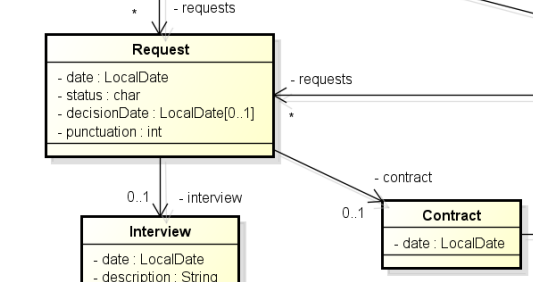 * - requests
Request
- date : LocalDate
- status : char
- decisionDate : LocalDate[0..1]
- punctuation : int
- requests
*
0..1 - interview
- contract
0..1
Interview
- date : LocalDate
- description : String
Contract
- date : LocalDate